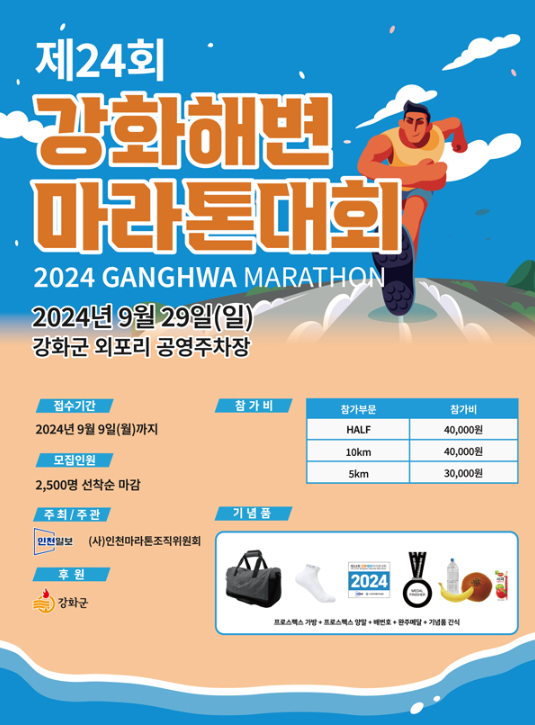 제24회
강화해변
마라톤대회
2024 GANGHWA MARATHON
2024년 9월 29일(일)
강화군 외포리 공영주차장
접수기간
2024년 9월 9일(월)까지
모집인원
2,500명 선착순 마감
주최/주관
인천일보 (사)인천마라톤조직위원회
후 원
강화군
참 가 비
참가부문 참가비
HALF 40,000원
10km 40,000원
5km 30,000원
기 념 품
2024
MEDAL
FINISHER
프로스펙스 가방 + 프로스펙스 양말 + 배번호 + 완주메달 + 기념품 간식